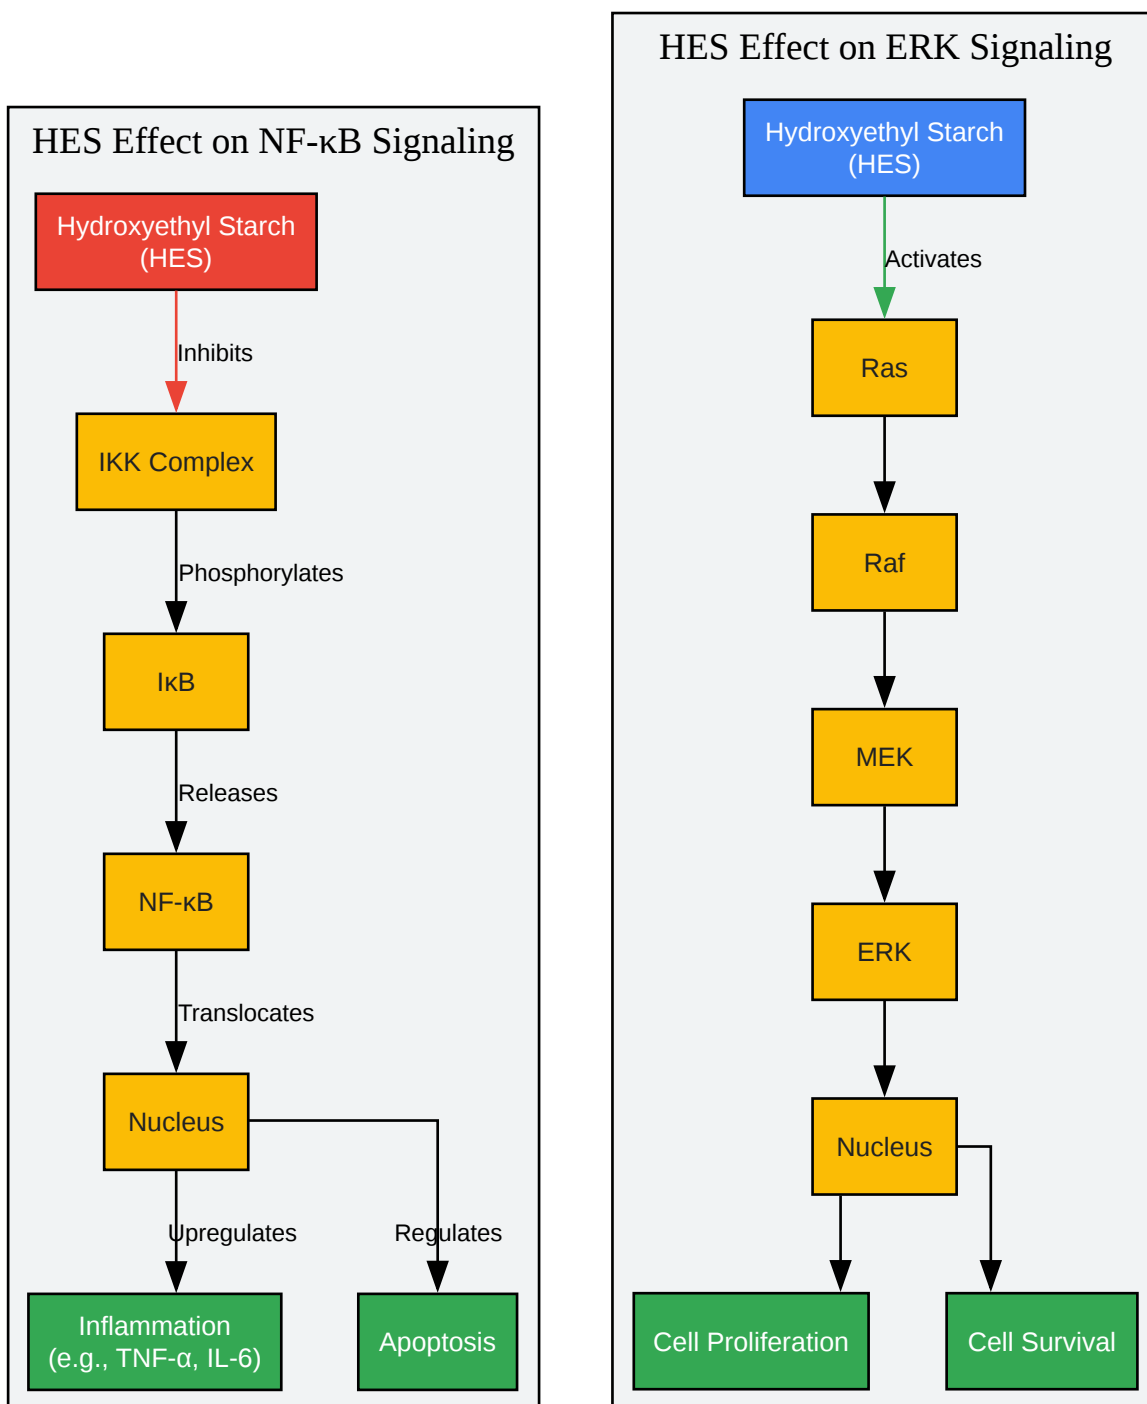 HES Effect on NF-κB Signaling
Hydroxyethyl Starch
(HES)
Inhibits
IKK Complex
Phosphorylates
IκB
Releases
NF-κB
Translocates
Nucleus
Upregulates
Regulates
Inflammation
(e.g., TNF-α, IL-6)
Apoptosis
HES Effect on ERK Signaling
Hydroxyethyl Starch
(HES)
Activates
Ras
Raf
MEK
ERK
Nucleus
Cell Proliferation
Cell Survival